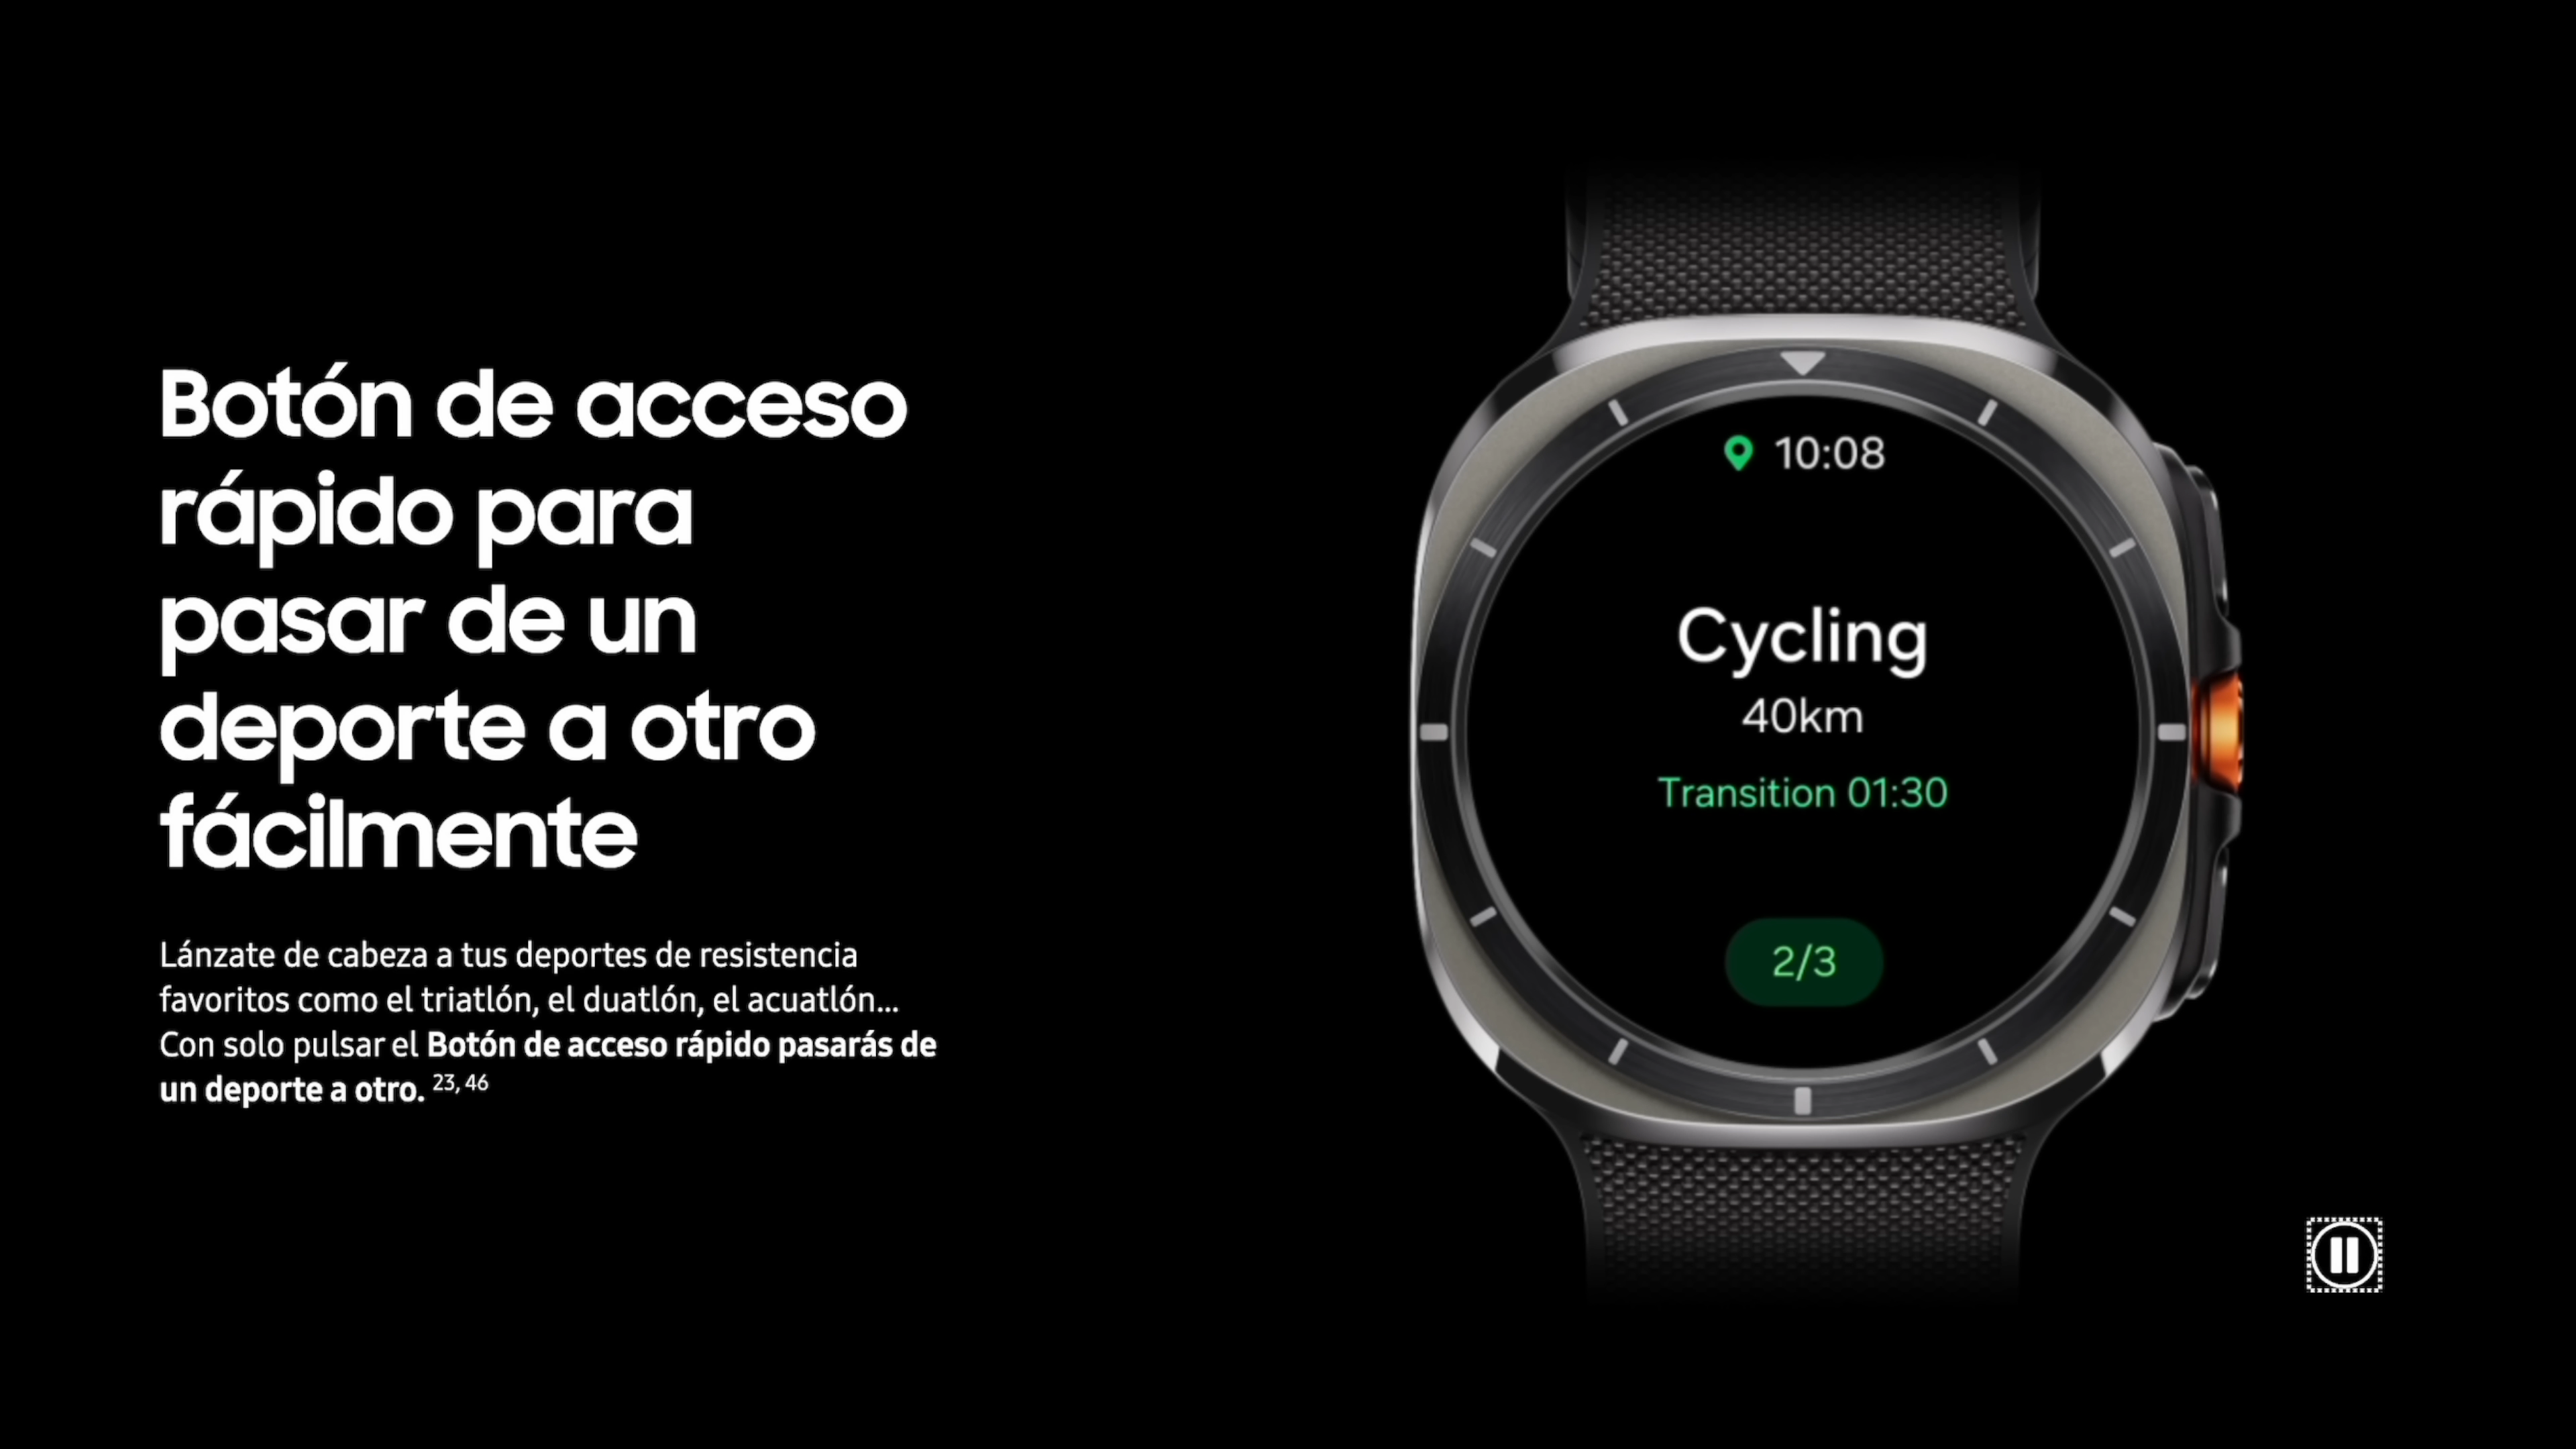 Botón de acceso
rápido para
pasar de un
deporte a otro
fácilmente
Lánzate de cabeza a tus deportes de resistencia
favoritos como el triatlón, el duatlón, el acuatlón...
Con solo pulsar el Botón de acceso rápido pasarás de
un deporte a otro. 23, 46
10:08
Cycling
40km
Transition 01:30
2/3